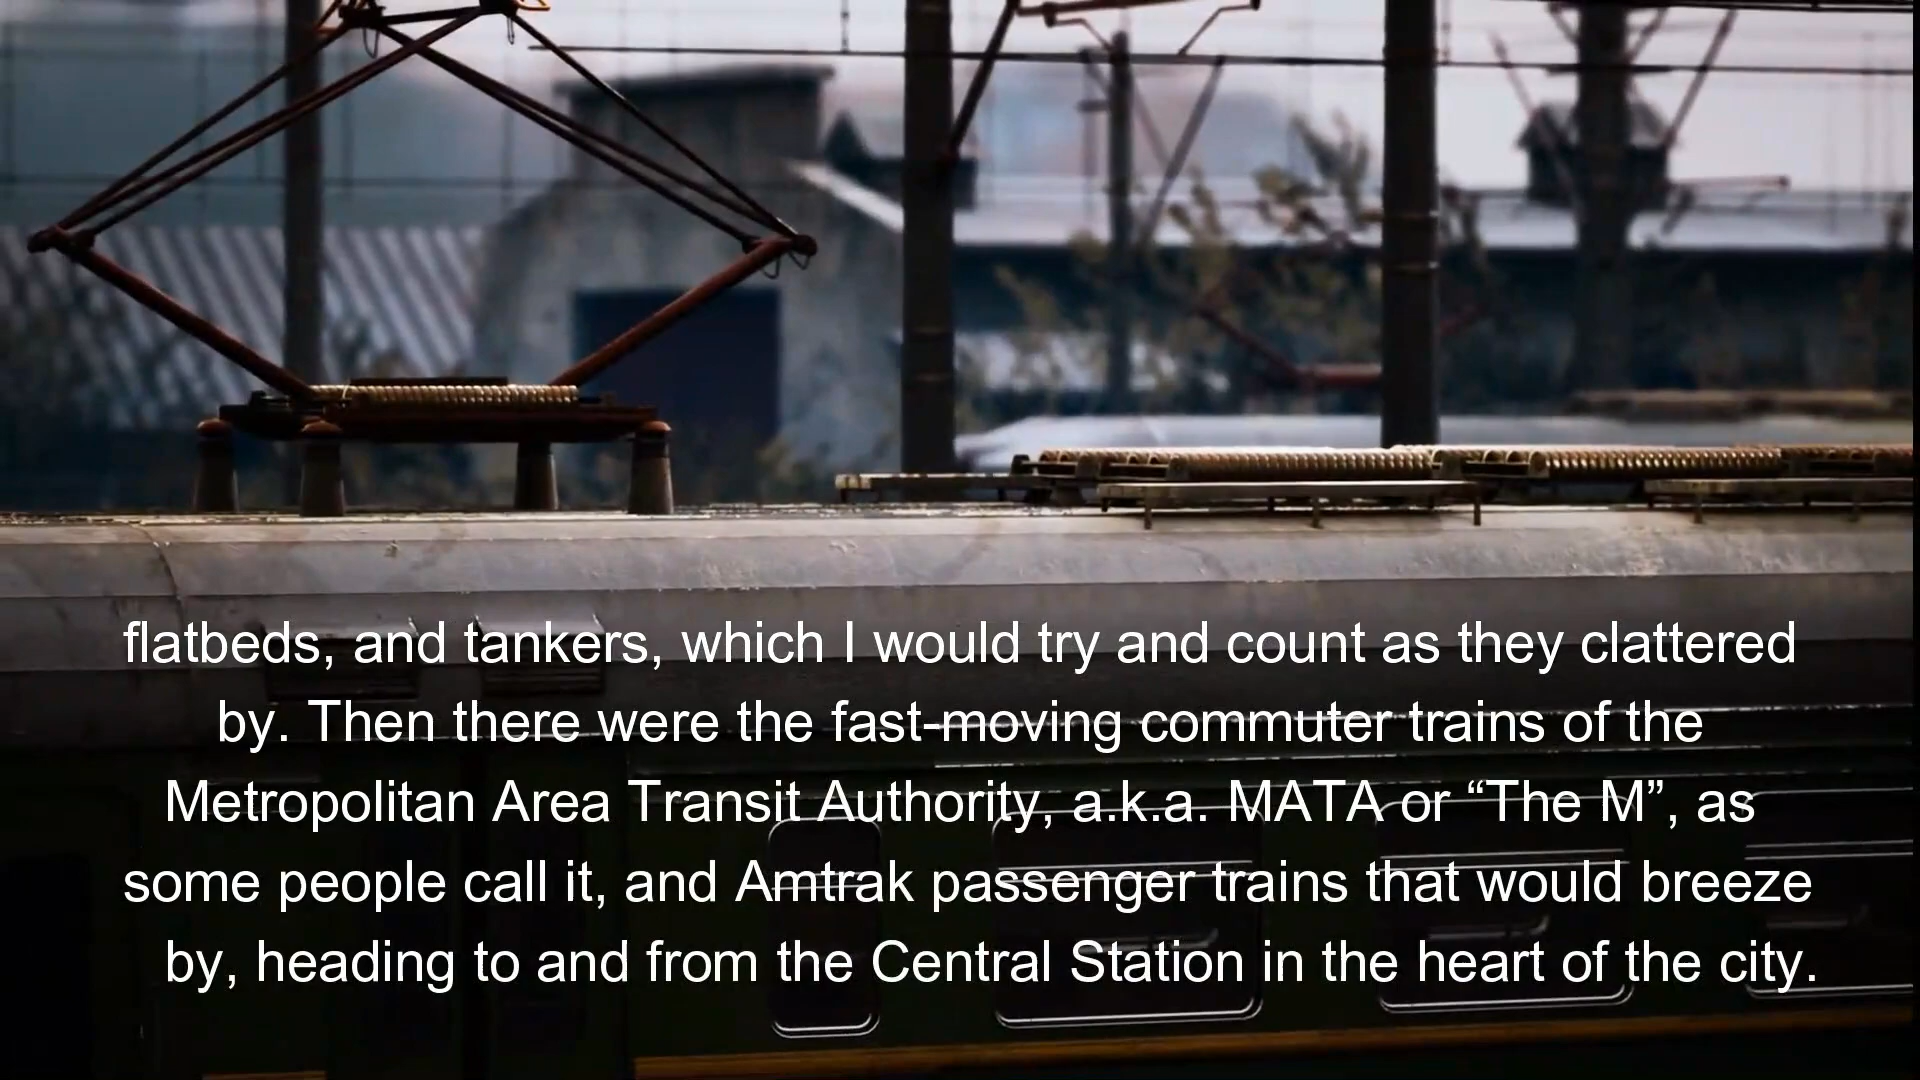 flatbeds, and tankers, which I would try and count as they clattered
by. Then there were the fast-moving commuter trains of the
Metropolitan Area Transit Authority, a.k.a. MATA or “The M”, as
some people call it, and Amtrak passenger trains that would breeze
by, heading to and from the Central Station in the heart of the city.